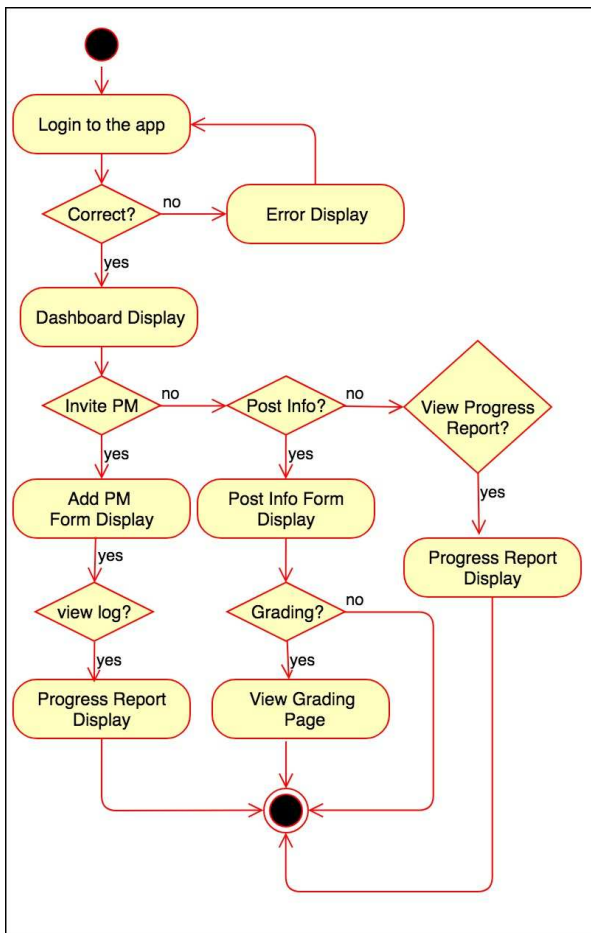 Login to the app
Correct?
no
Error Display
yes
Dashboard Display
Invite PM
no
Post Info?
no
View Progress
Report?
yes
yes
yes
Add PM
Form Display
Post Info Form
Display
Progress Report
Display
yes
view log?
Grading?
no
yes
yes
Progress Report
Display
View Grading
Page